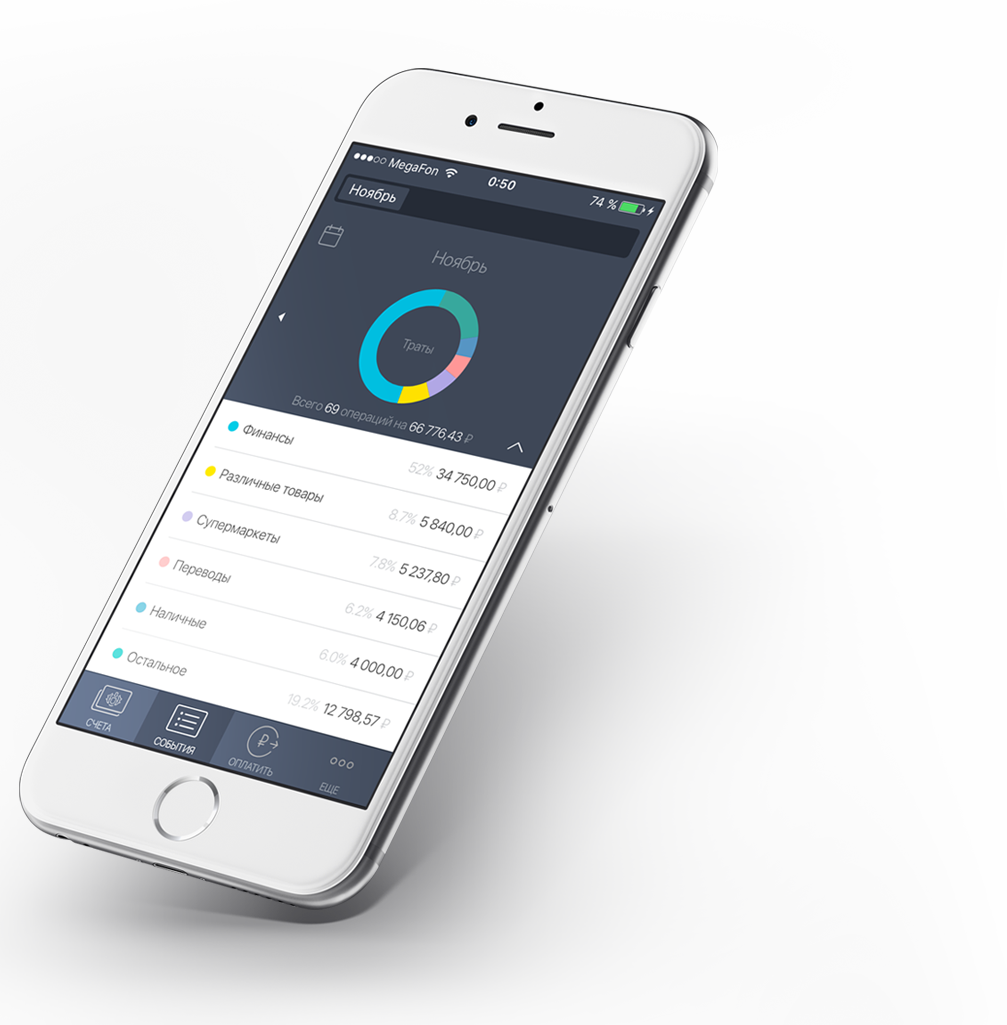 MegaFon 0:50 74 %
Ноябрь
Ноябрь
Траты
Всего 69 операций на 66 776,43 ₽
Финансы 52% 34 750,00 ₽
Различные товары 8.7% 5 840,00 ₽
Супермаркеты 7.8% 5 237,80 ₽
Переводы 6.2% 4 150,06 ₽
Наличные 6.0% 4 000,00 ₽
Остальное 19.2% 12 798,57 ₽
СЧЕТА СОБЫТИЯ ОПЛАТИТЬ ЕЩЕ